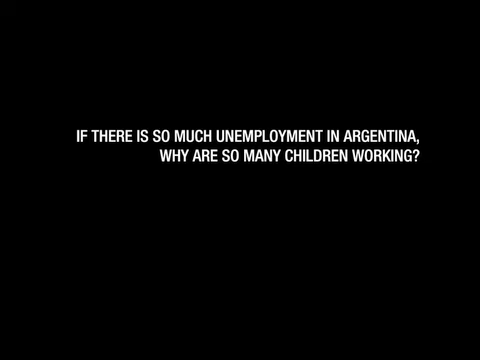 IF THERE IS SO MUCH UNEMPLOYMENT IN ARGENTINA,
WHY ARE SO MANY CHILDREN WORKING?